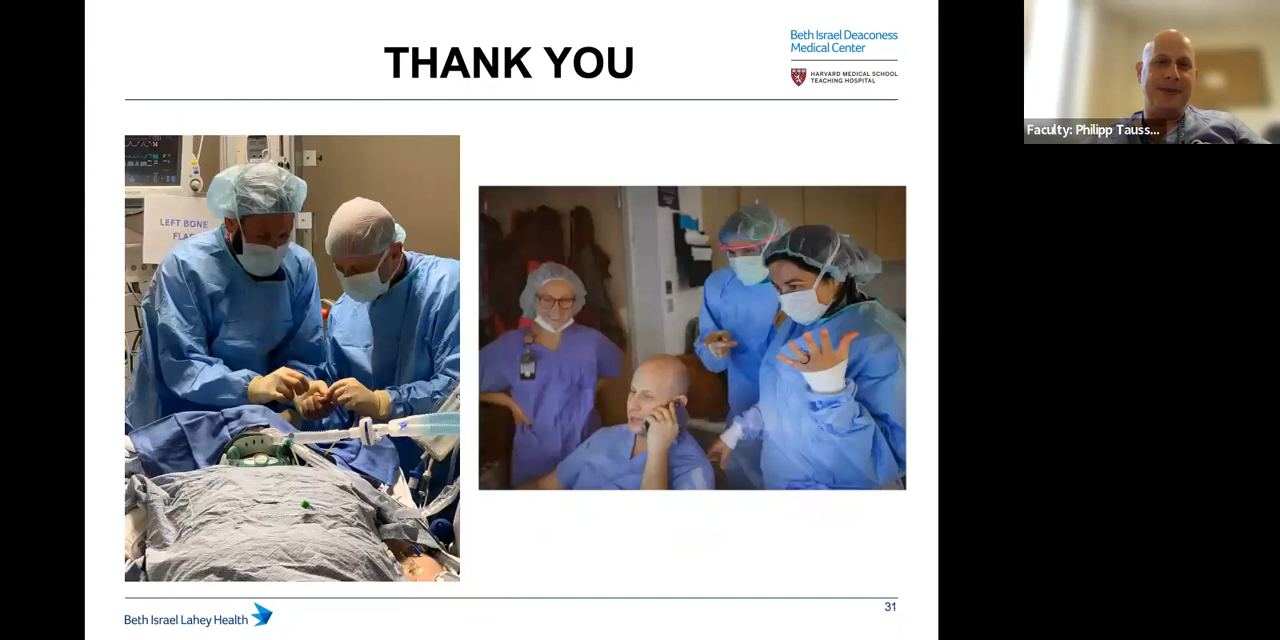 THANK YOU
Beth Israel Deaconess
Medical Center
HARVARD MEDICAL SCHOOL
TEACHING HOSPITAL
Faculty: Philipp Tauss...
LEFT BONE
FLAP
Beth Israel Lahey Health
31